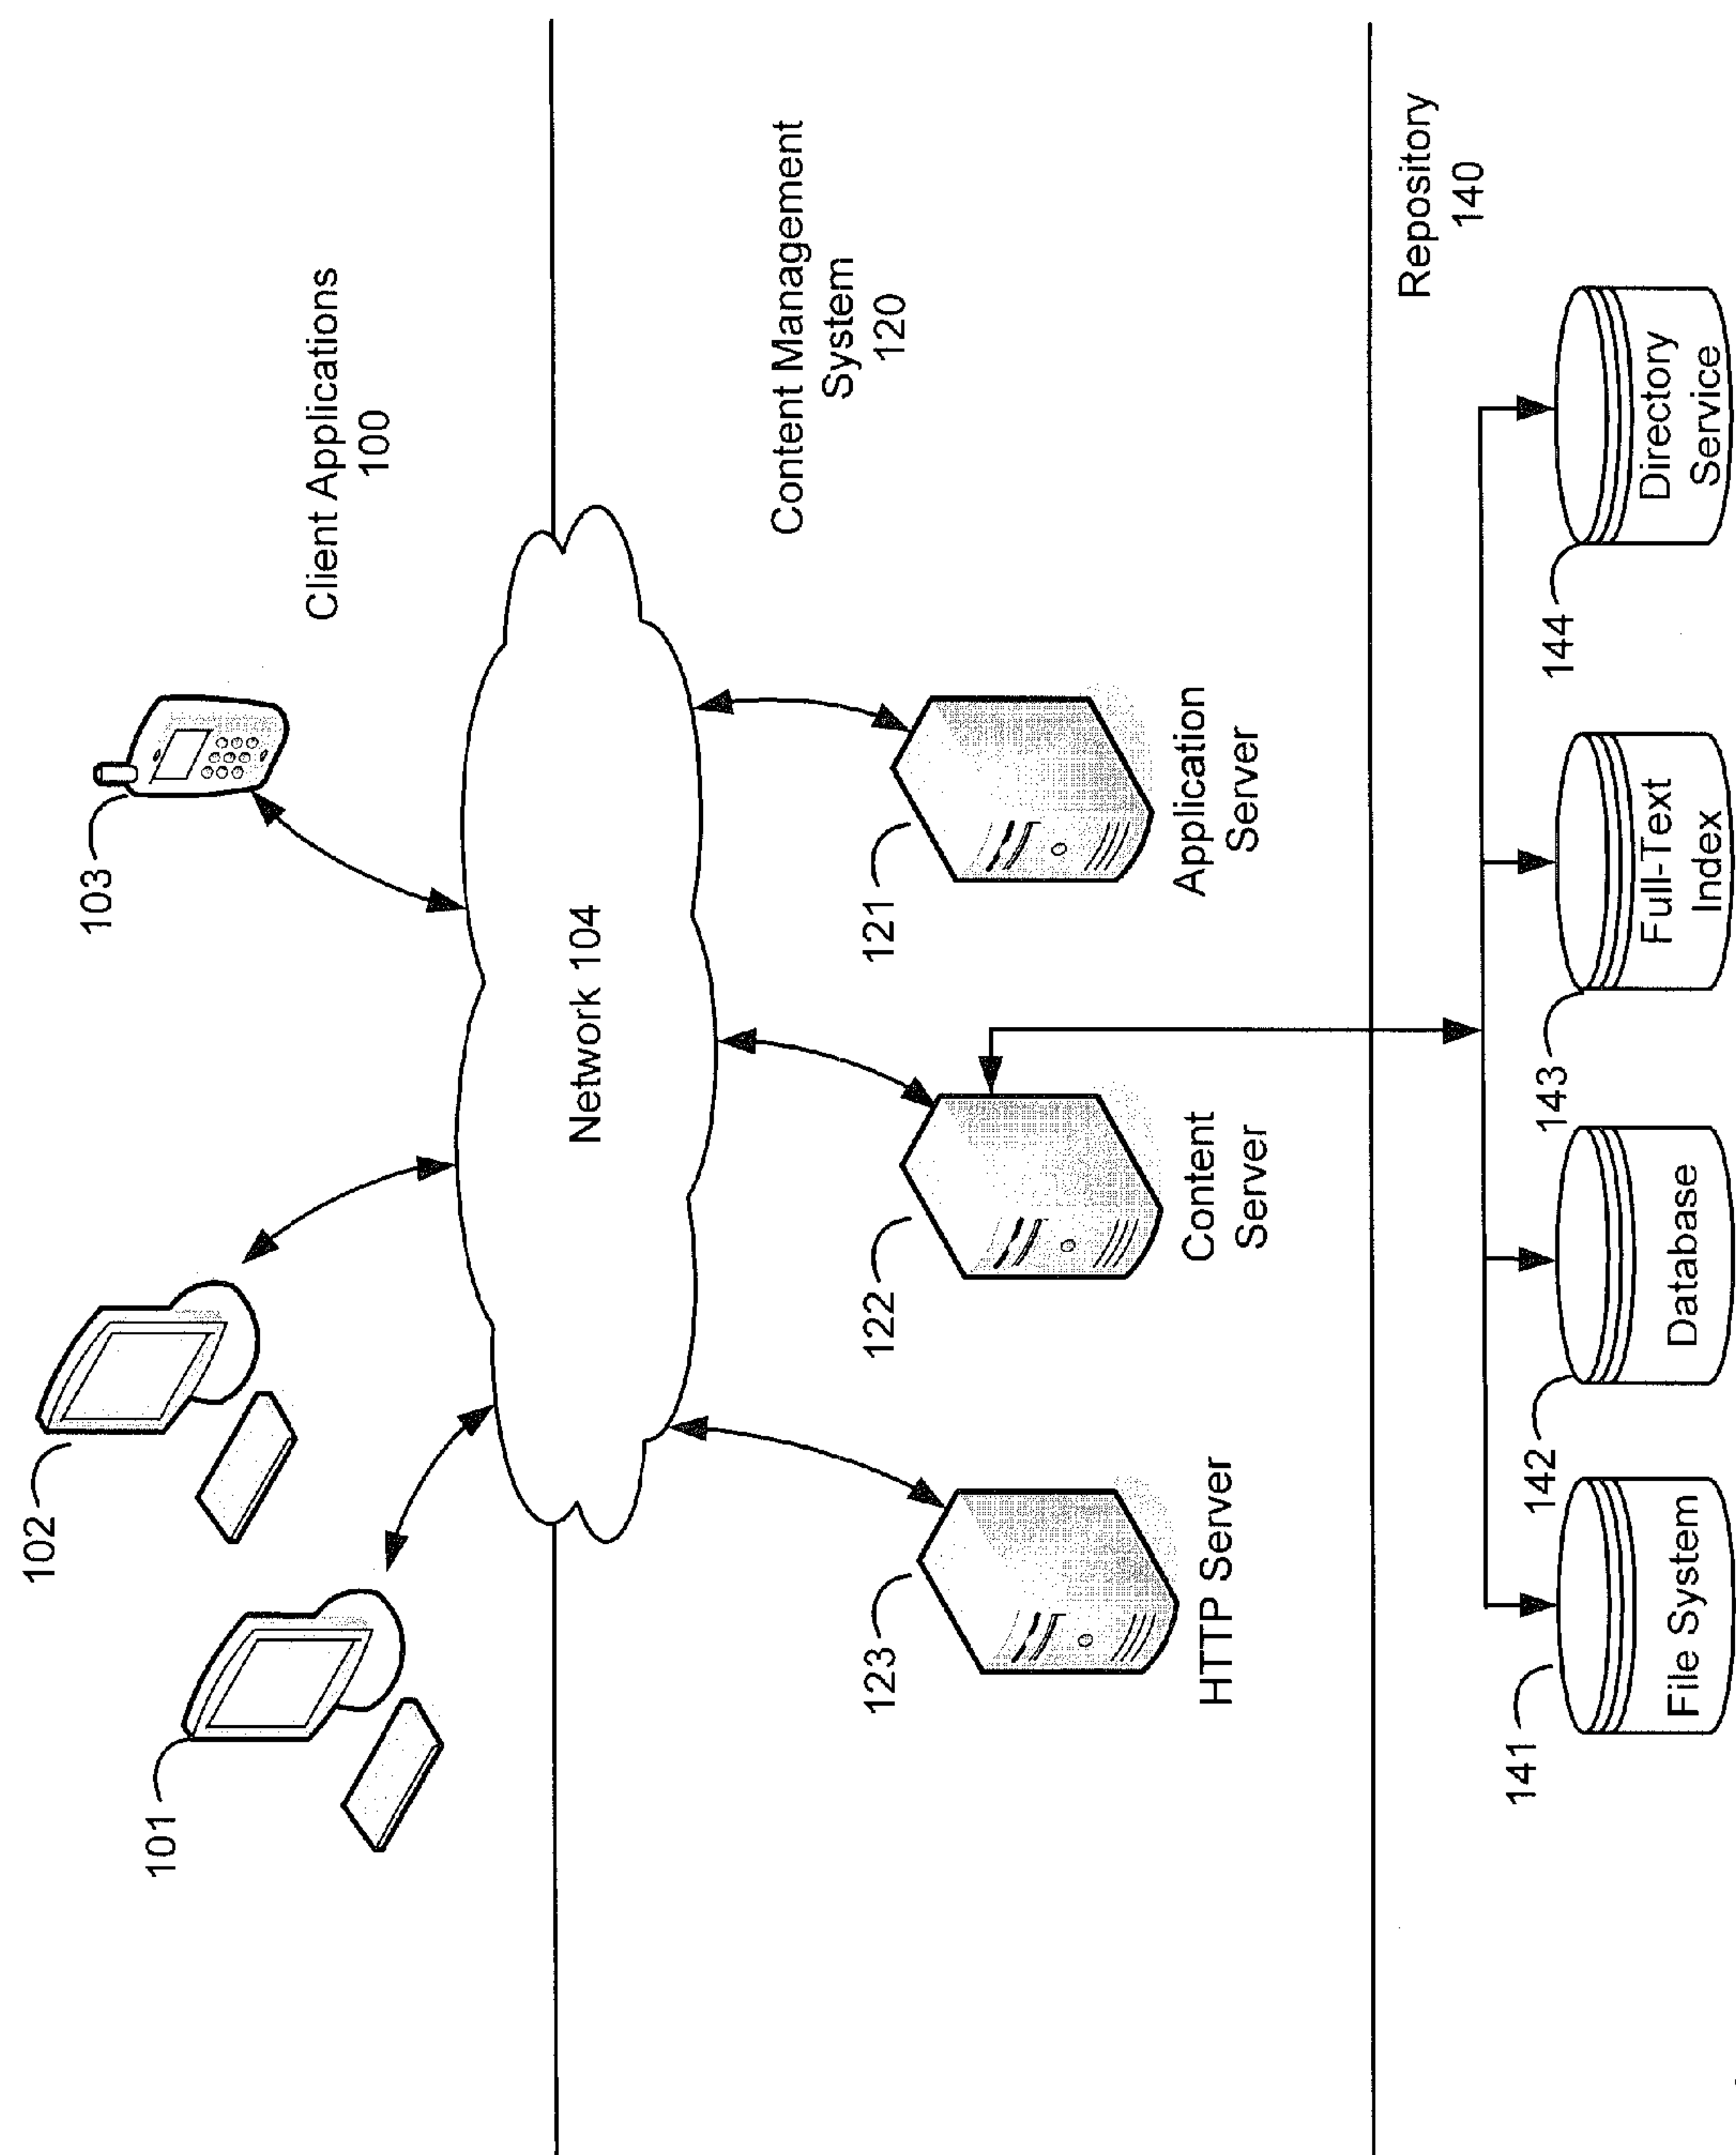 102
101
103
Client Applications
100
Network 104
Content Management
System
120
123
122
121
HTTP Server
Content
Server
Application
Server
Repository
140
141
142
143
144
File System
Database
Full-Text
Index
Directory
Service